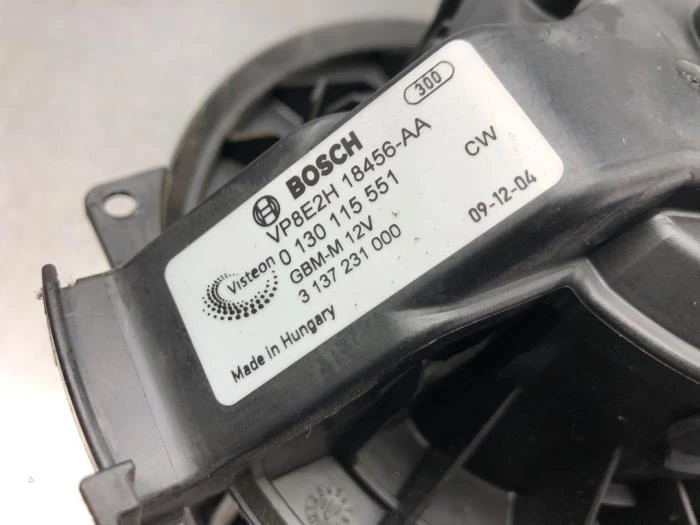 300
BOSCH
VP8E2H 18456-AA
CW
0 130 115 551
09-12-04
GBM-M 12V
3 137 231 000
Visteon
Made in Hungary